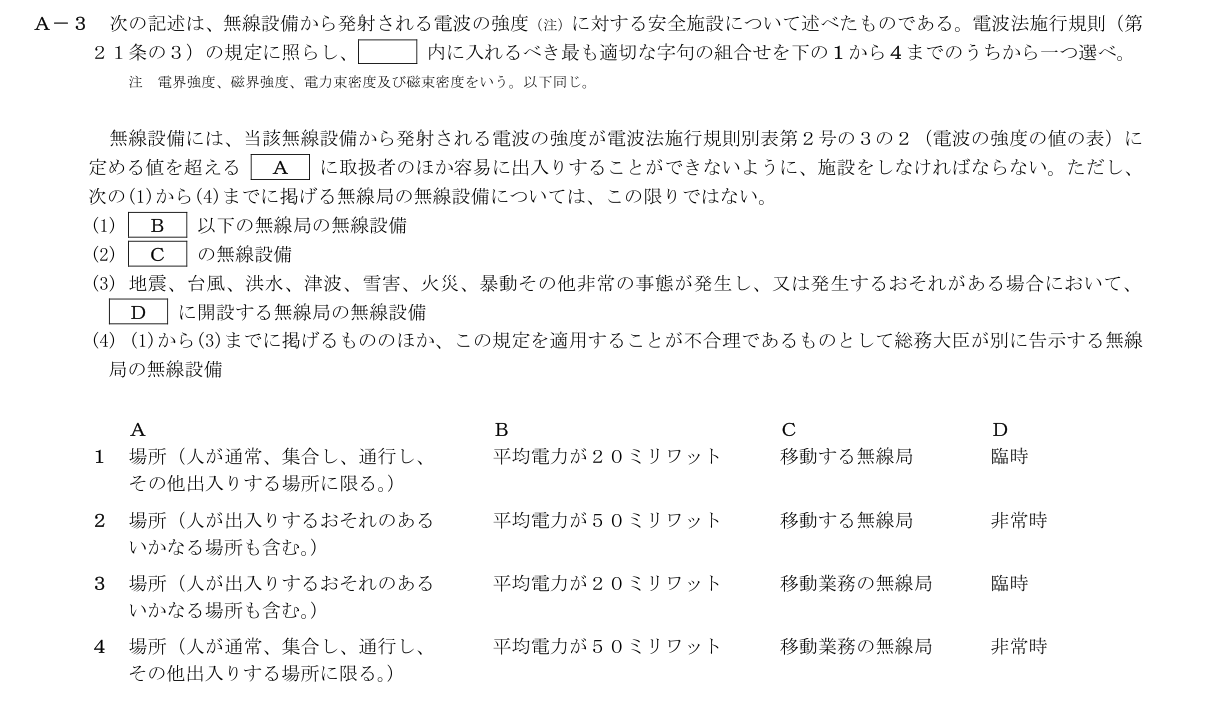 A－3 次の記述は、無線設備から発射される電波の強度（注）に対する安全施設について述べたものである。電波法施行規則（第
２１条の３）の規定に照らし、 内に入れるべき最も適切な字句の組合せを下の1から4までのうちから一つ選べ。
注 電界強度、磁界強度、電力束密度及び磁束密度をいう。以下同じ。
無線設備には、当該無線設備から発射される電波の強度が電波法施行規則別表第２号の３の２（電波の強度の値の表）に
定める値を超える A に取扱者のほか容易に出入りすることができないように、施設をしなければならない。ただし、
次の(1)から(4)までに掲げる無線局の無線設備については、この限りではない。
(1) B 以下の無線局の無線設備
(2) C の無線設備
(3) 地震、台風、洪水、津波、雪害、火災、暴動その他非常の事態が発生し、又は発生するおそれがある場合において、
D に開設する無線局の無線設備
(4) (1)から(3)までに掲げるもののほか、この規定を適用することが不合理であるものとして総務大臣が別に告示する無線
局の無線設備
A B C D
1 場所（人が通常、集合し、通行し、 平均電力が２０ミリワット 移動する無線局 臨時
その他出入りする場所に限る。）
2 場所（人が出入りするおそれのある 平均電力が５０ミリワット 移動する無線局 非常時
いかなる場所も含む。）
3 場所（人が出入りするおそれのある 平均電力が２０ミリワット 移動業務の無線局 臨時
いかなる場所も含む。）
4 場所（人が通常、集合し、通行し、 平均電力が５０ミリワット 移動業務の無線局 非常時
その他出入りする場所に限る。）